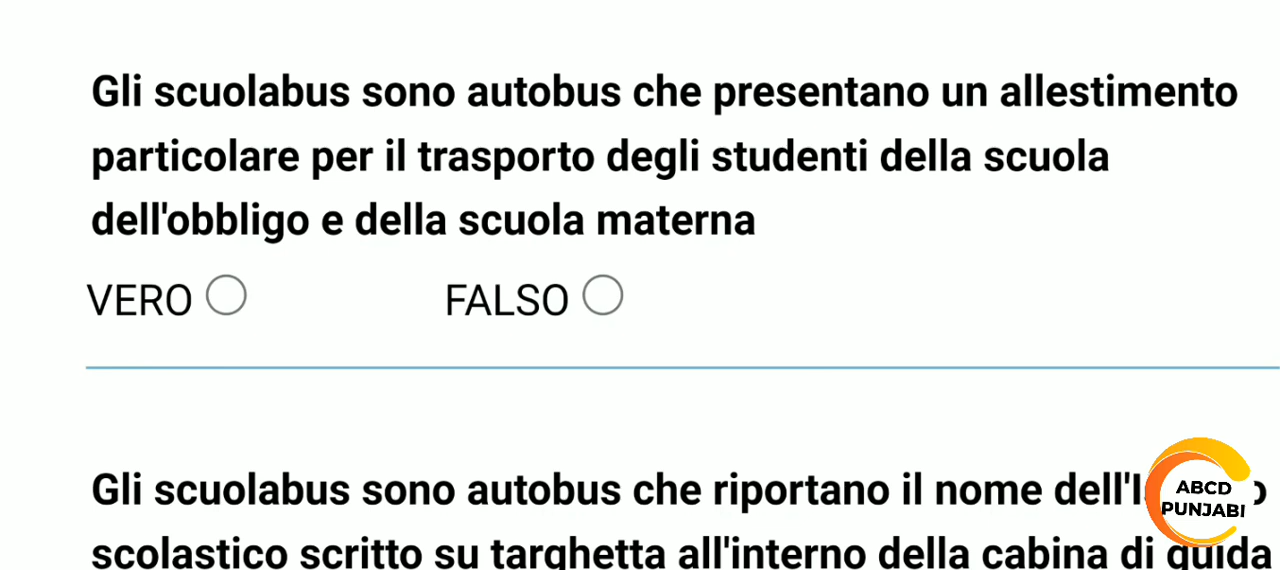 Gli scuolabus sono autobus che presentano un allestimento
particolare per il trasporto degli studenti della scuola
dell'obbligo e della scuola materna
VERO FALSO
Gli scuolabus sono autobus che riportano il nome
scolastico scritto su targhetta all'interno della cabina di guida
ABCD
PUNJABI